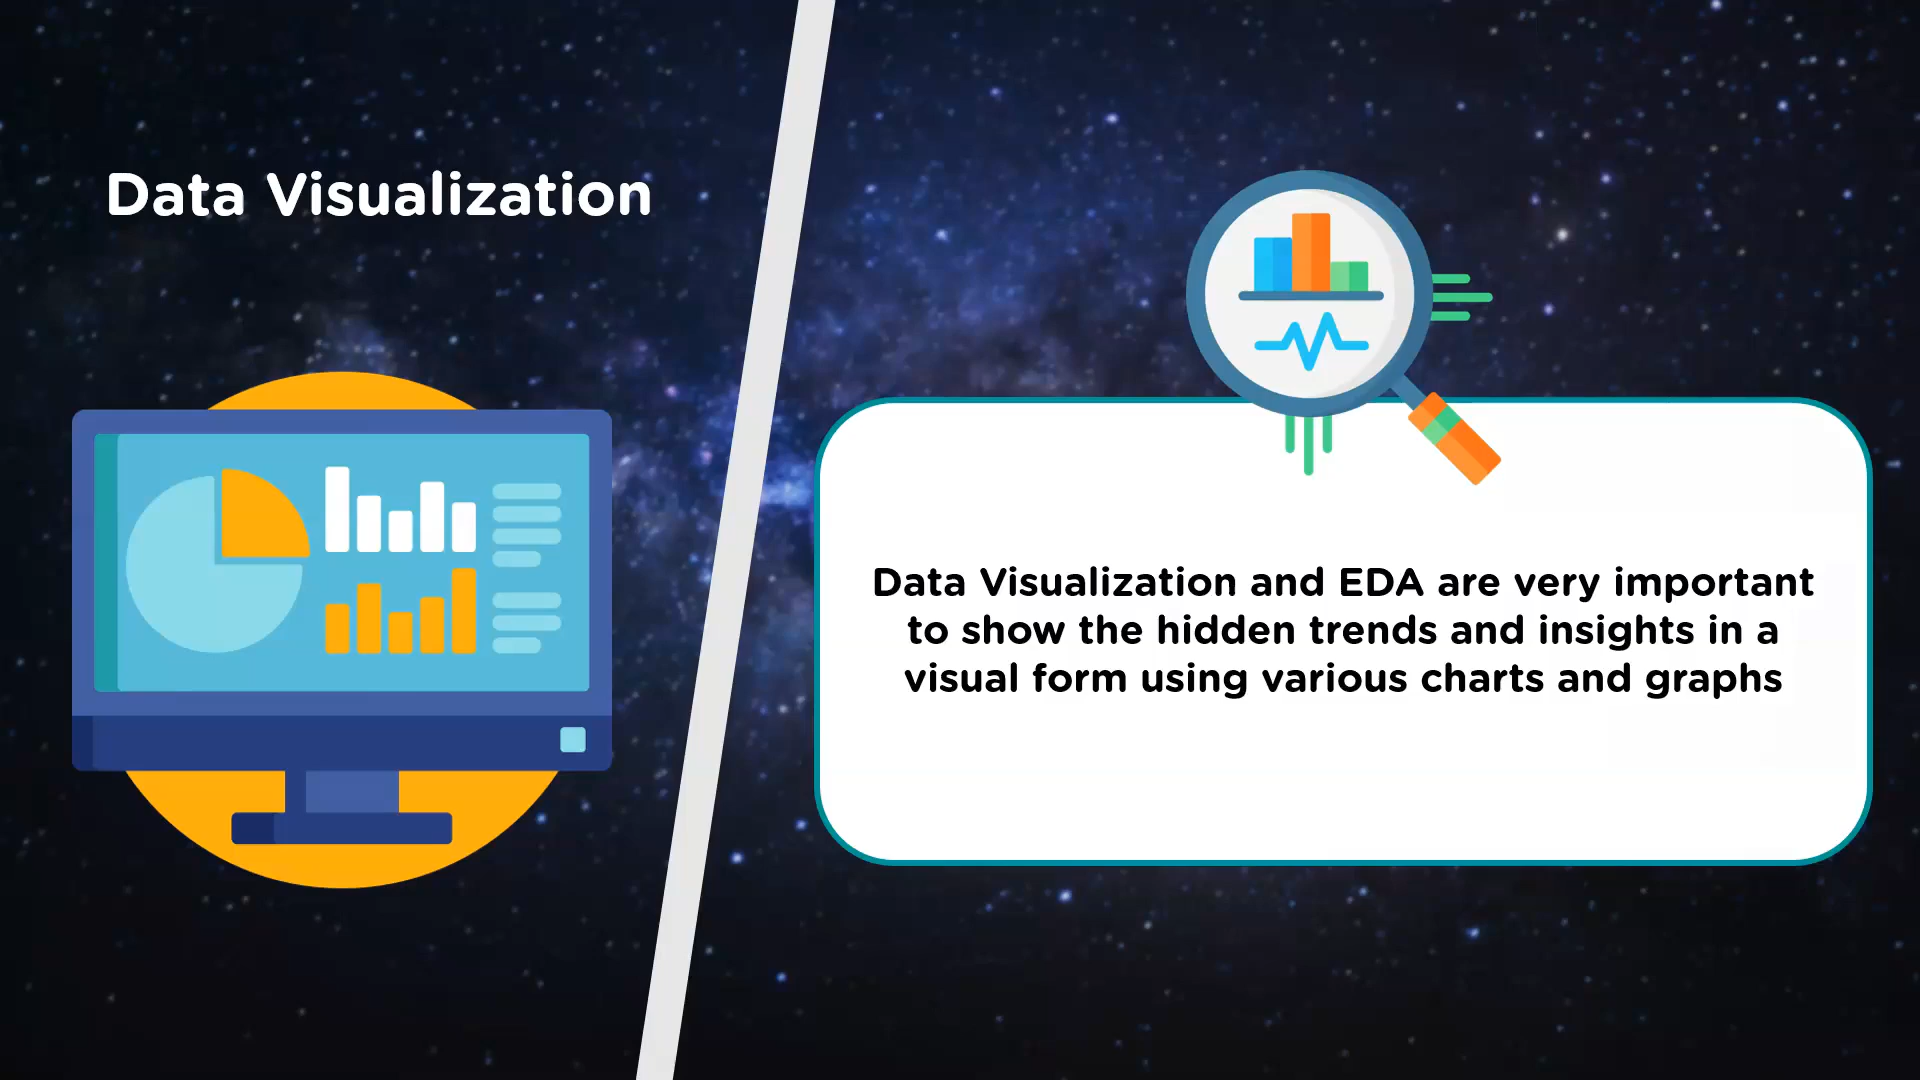 Data Visualization
Data Visualization and EDA are very important
to show the hidden trends and insights in a
visual form using various charts and graphs